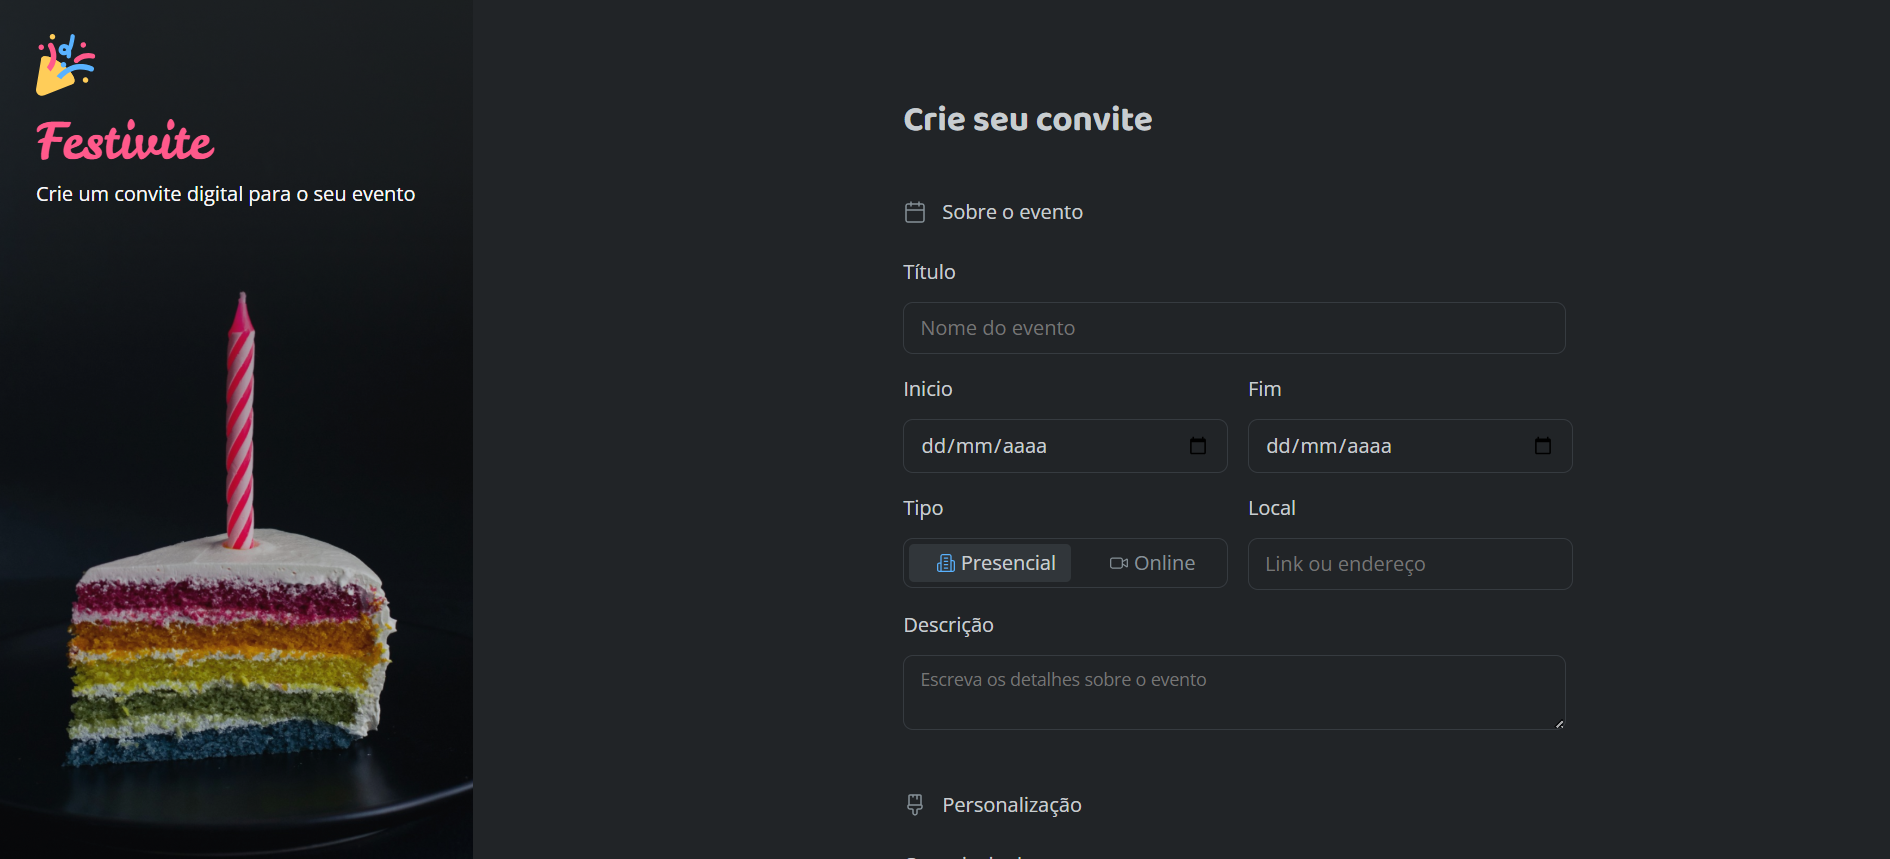 Festivite
Crie um convite digital para o seu evento
Crie seu convite
Sobre o evento
Título
Nome do evento
Inicio
Fim
dd/mm/aaaa
dd/mm/aaaa
Tipo
Local
Presencial
Online
Link ou endereço
Descrição
Escreva os detalhes sobre o evento
Personalização